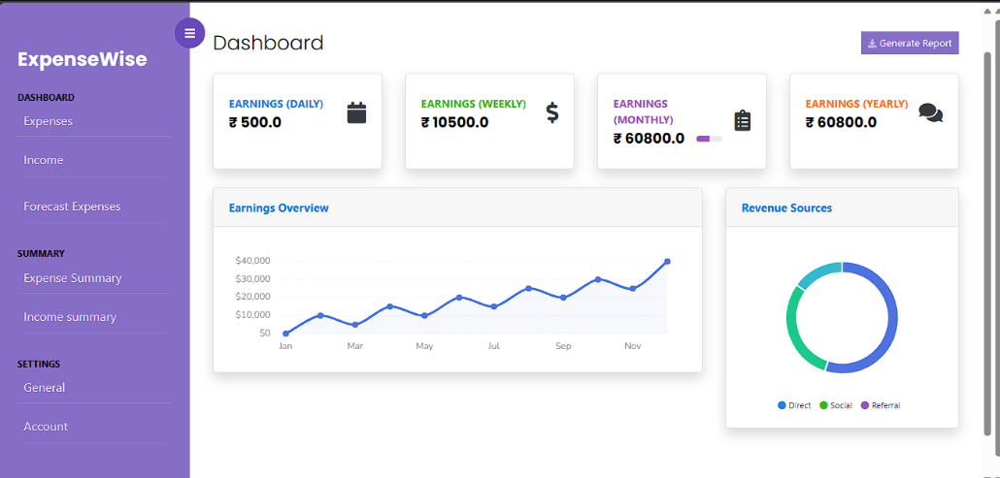 ExpenseWise
DASHBOARD
Expenses
Income
Forecast Expenses
SUMMARY
Expense Summary
Income summary
SETTINGS
General
Account
Dashboard
Generate Report
EARNINGS (DAILY)
₹ 500.0
EARNINGS (WEEKLY)
₹ 10500.0
EARNINGS
(MONTHLY)
₹ 60800.0
EARNINGS (YEARLY)
₹ 60800.0
Earnings Overview
$40,000
$30,000
$20,000
$10,000
$0
Jan Mar May Jul Sep Nov
Revenue Sources
Direct Social Referral